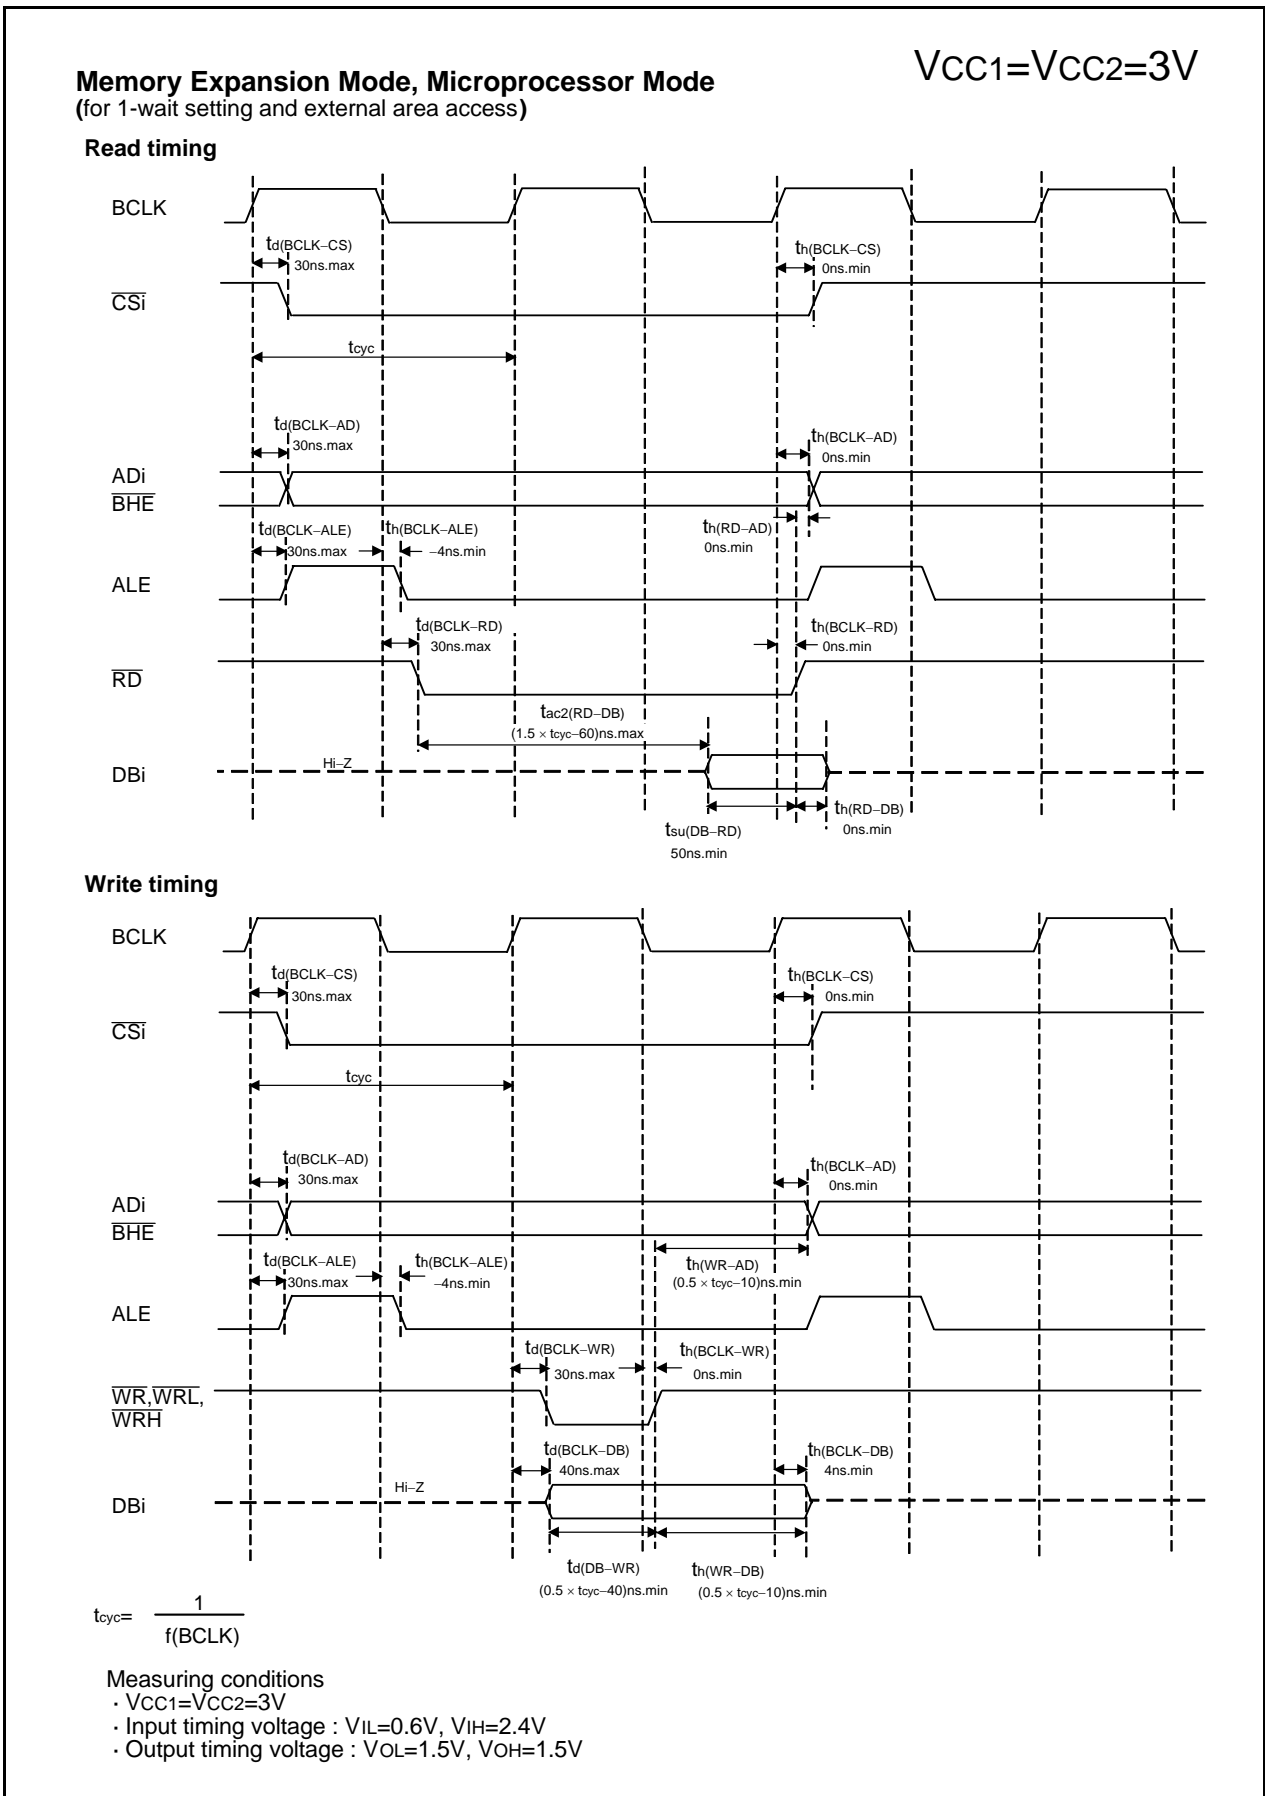 VCC1=VCC2=3V
Memory Expansion Mode, Microprocessor Mode
(for 1-wait setting and external area access)
Read timing
BCLK
td(BCLK−CS)
30ns.max
th(BCLK−CS)
0ns.min
CSi
tcyc
td(BCLK−AD)
30ns.max
th(BCLK−AD)
0ns.min
ADi
BHE
td(BCLK−ALE)
30ns.max
th(BCLK−ALE)
−4ns.min
th(RD−AD)
0ns.min
ALE
td(BCLK−RD)
30ns.max
th(BCLK−RD)
0ns.min
RD
tac2(RD−DB)
(1.5 × tcyc−60)ns.max
Hi−Z
DBi
tsu(DB−RD)
50ns.min
th(RD−DB)
0ns.min
Write timing
BCLK
td(BCLK−CS)
30ns.max
th(BCLK−CS)
0ns.min
CSi
tcyc
td(BCLK−AD)
30ns.max
th(BCLK−AD)
0ns.min
ADi
BHE
td(BCLK−ALE)
30ns.max
th(BCLK−ALE)
−4ns.min
th(WR−AD)
(0.5 × tcyc−10)ns.min
ALE
td(BCLK−WR)
30ns.max
th(BCLK−WR)
0ns.min
WR,WRL,
WRH
td(BCLK−DB)
40ns.max
th(BCLK−DB)
4ns.min
Hi−Z
DBi
td(DB−WR)
(0.5 × tcyc−40)ns.min
th(WR−DB)
(0.5 × tcyc−10)ns.min
tcyc= 1
f(BCLK)
Measuring conditions
· VCC1=VCC2=3V
· Input timing voltage : VIL=0.6V, VIH=2.4V
· Output timing voltage : VOL=1.5V, VOH=1.5V